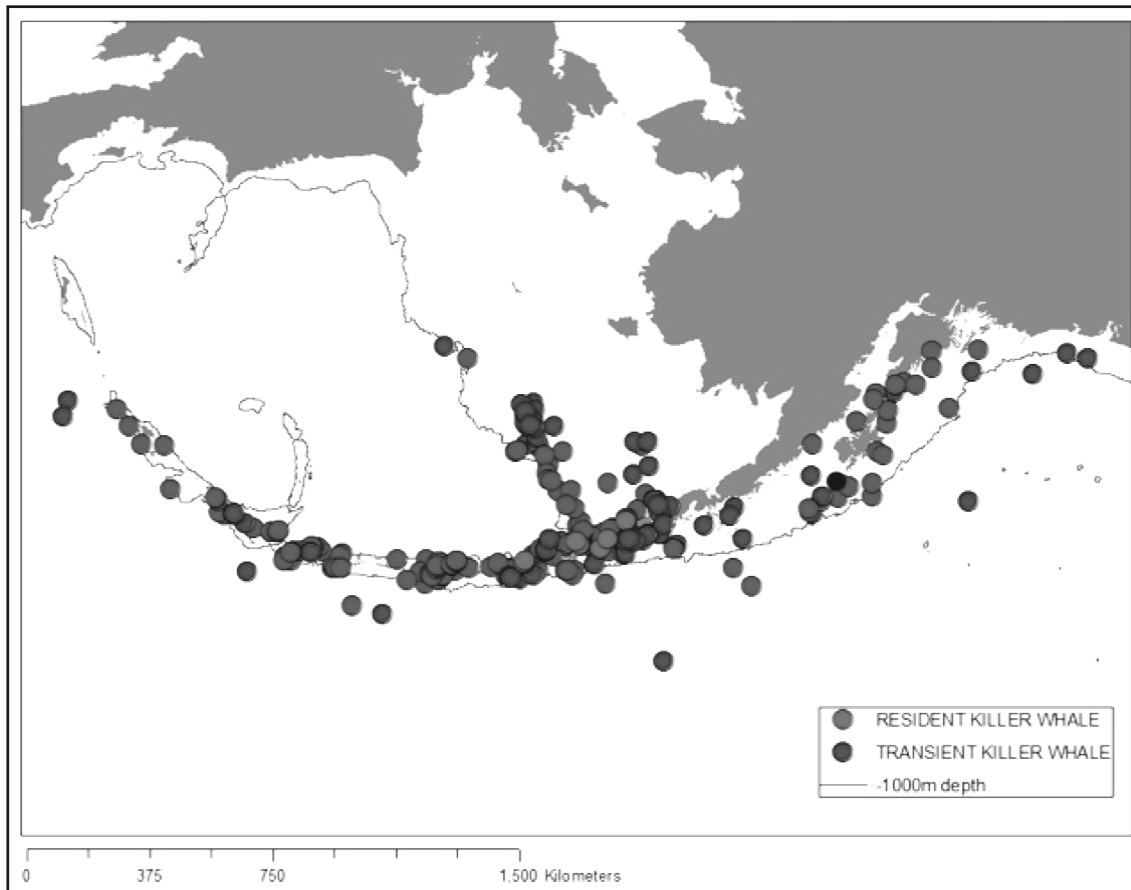 RESIDENT KILLER WHALE
TRANSIENT KILLER WHALE
-1000m depth
0 375 750 1,500 Kilometers